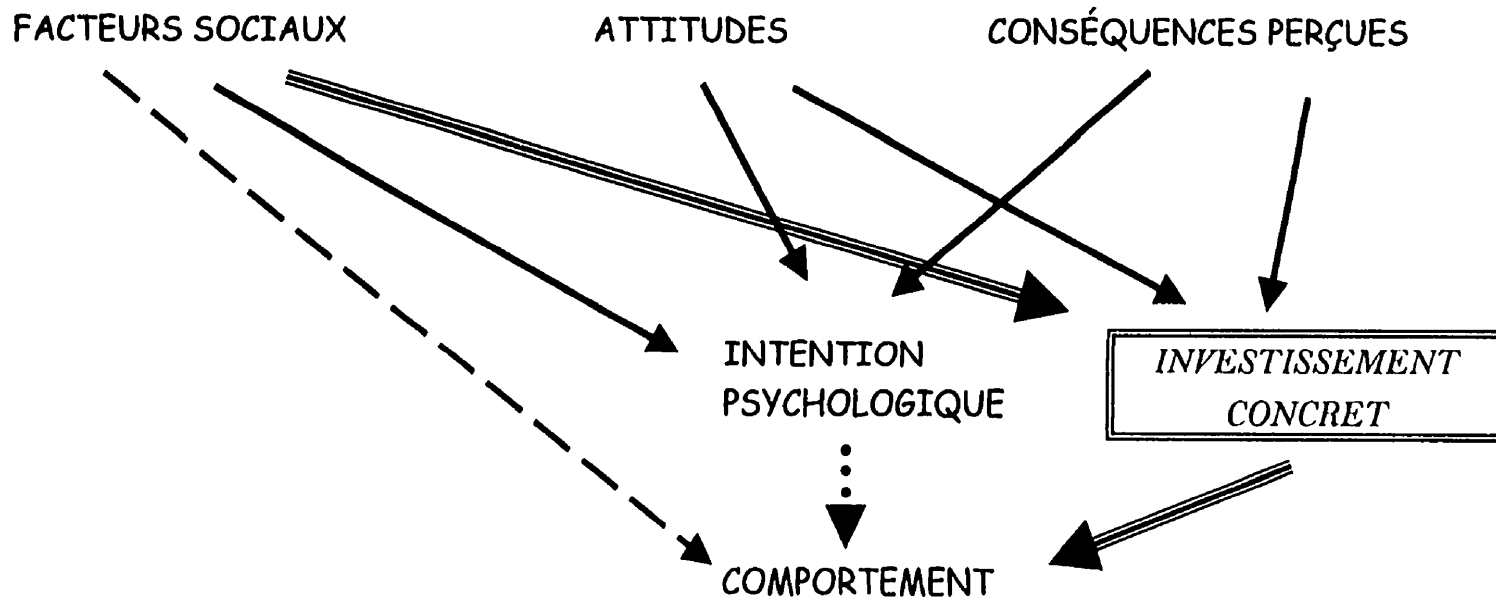 FACTEURS SOCIAUX
ATTITUDES
CONSÉQUENCES PERÇUES
INTENTION
PSYCHOLOGIQUE
INVESTISSEMENT
CONCRET
COMPORTEMENT